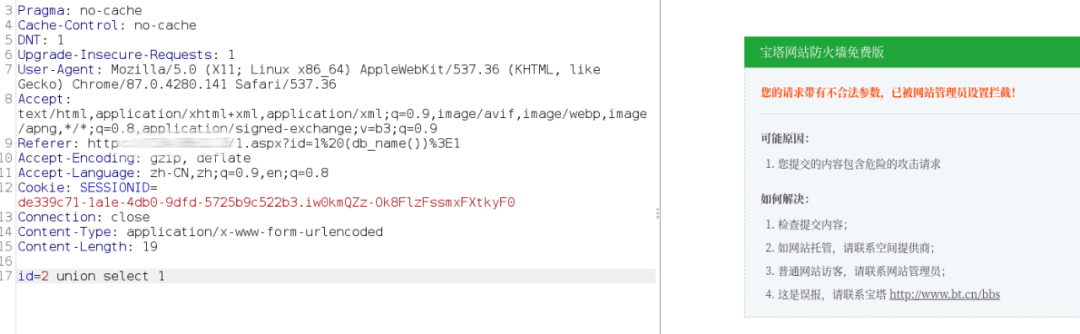 3 Pragma: no-cache
4 Cache-Control: no-cache
5 DNT: 1
6 Upgrade-Insecure-Requests: 1
7 User-Agent: Mozilla/5.0 (X11; Linux x86_64) AppleWebKit/537.36 (KHTML, like
Gecko) Chrome/87.0.4280.141 Safari/537.36
8 Accept:
text/html,application/xhtml+xml,application/xml;q=0.9,image/avif,image/webp,image
/apng,*/*;q=0.8,application/signed-exchange;v=b3;q=0.9
9 Referer: http /1.aspx?id=1%20(db_name())%3E1
10 Accept-Encoding: gzip, deflate
11 Accept-Language: zh-CN,zh;q=0.9,en;q=0.8
12 Cookie: SESSIONID=
de339c71-1a1e-4db0-9dfd-5725b9c522b3.iw0kmQZz-Ok8FlzFssmxFXtkyF0
13 Connection: close
14 Content-Type: application/x-www-form-urlencoded
15 Content-Length: 19
16
17 id=2 union select 1
宝塔网站防火墙免费版
您的请求带有不合法参数，已被网站管理员设置拦截！
可能原因：
1. 您提交的内容包含危险的攻击请求
如何解决：
1. 检查提交内容；
2. 如网站托管，请联系空间提供商；
3. 普通网站访客，请联系网站管理员；
4. 这是误报，请联系宝塔 http://www.bt.cn/bbs